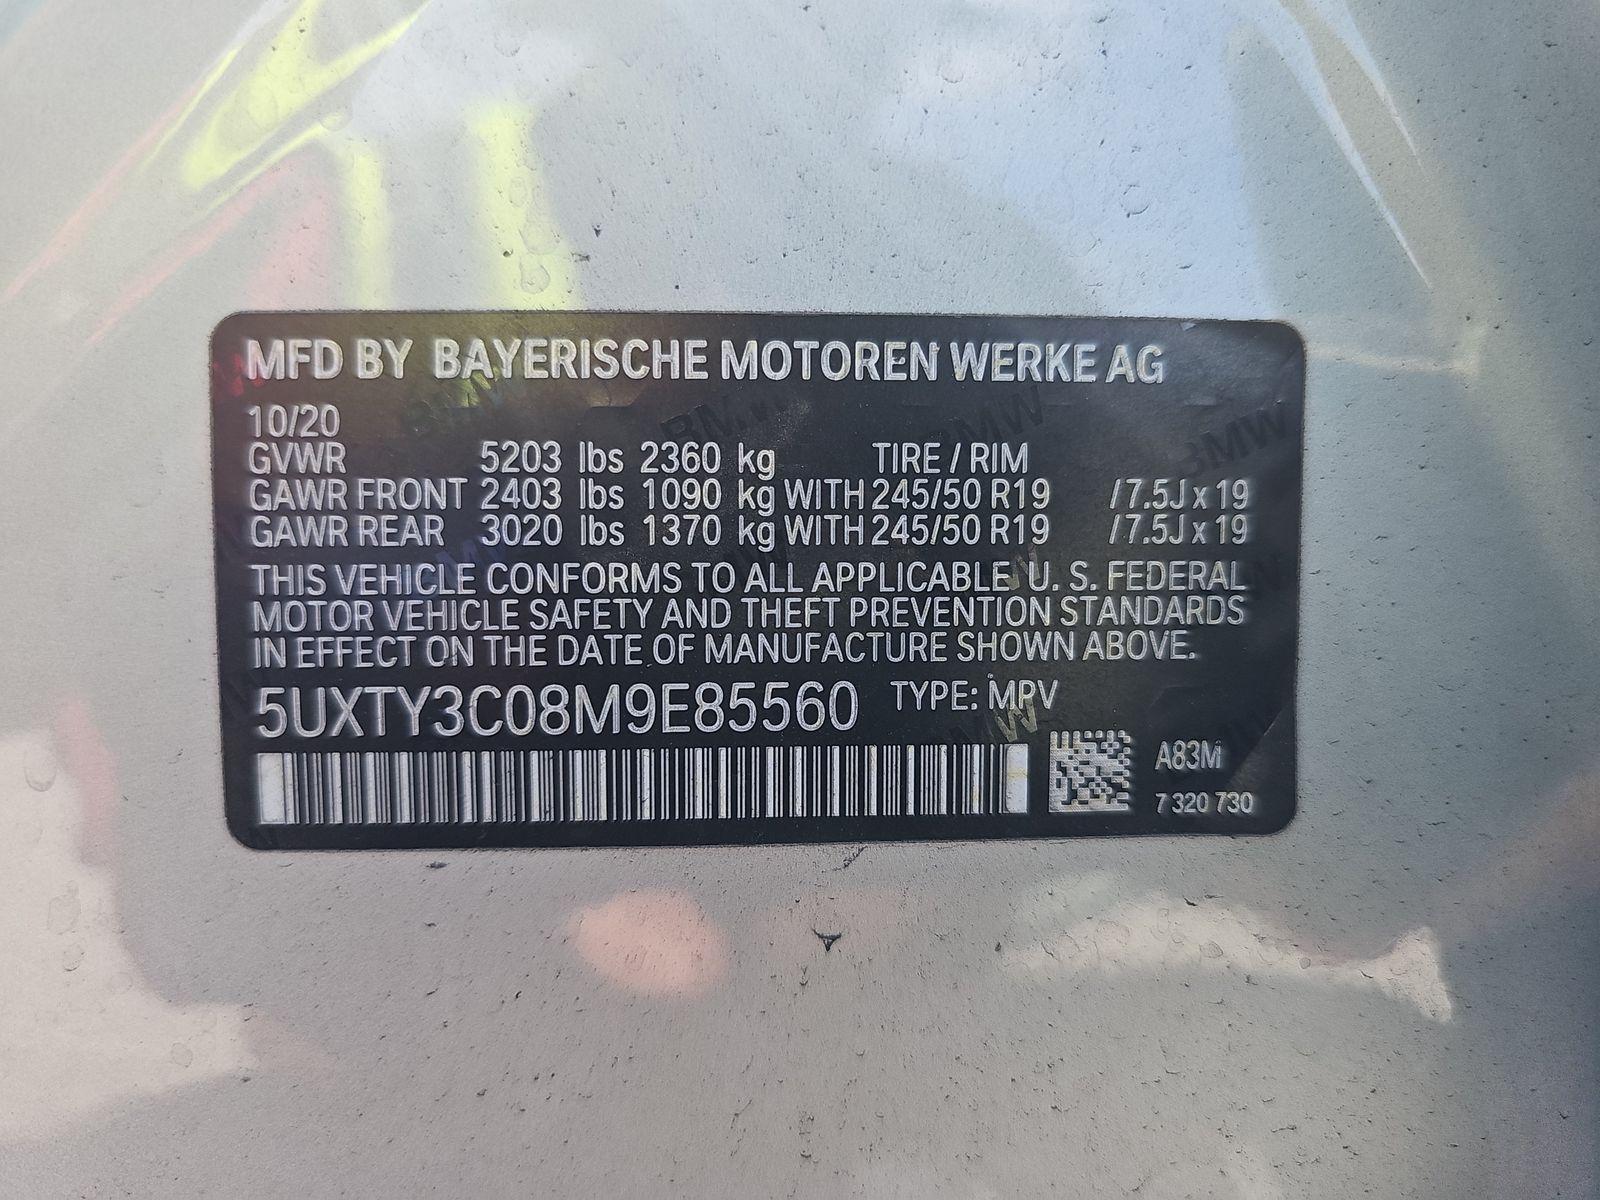 MFD BY BAYERISCHE MOTOREN WERKE AG
10/20
GVWR 5203 lbs 2360 kg TIRE / RIM
GAWR FRONT 2403 lbs 1090 kg WITH 245/50 R19 /7.5J x 19
GAWR REAR 3020 lbs 1370 kg WITH 245/50 R19 /7.5J x 19
THIS VEHICLE CONFORMS TO ALL APPLICABLE U. S. FEDERAL
MOTOR VEHICLE SAFETY AND THEFT PREVENTION STANDARDS
IN EFFECT ON THE DATE OF MANUFACTURE SHOWN ABOVE.
5UXTY3C08M9E85560 TYPE: MPV
A83M
7 320 730